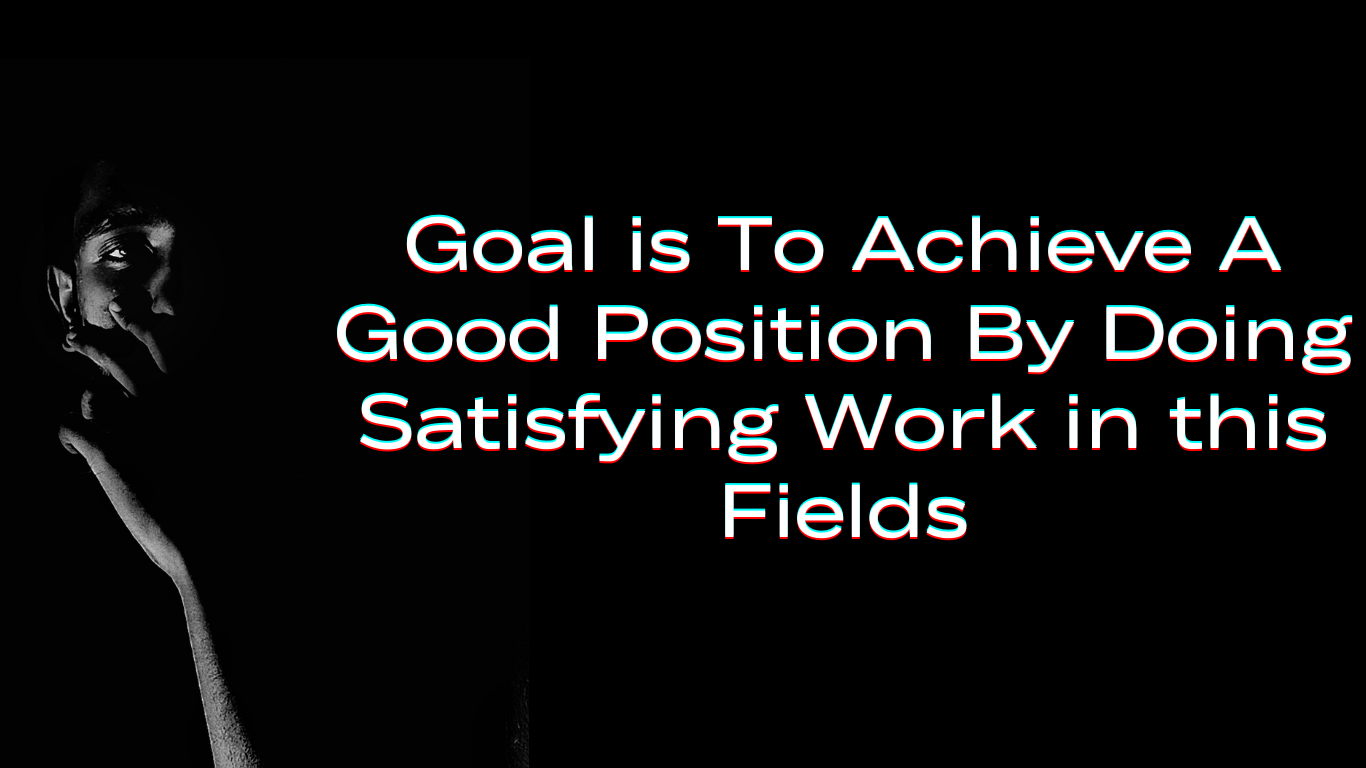 Goal is To Achieve A
Good Position By Doing
Satisfying Work in this
Fields